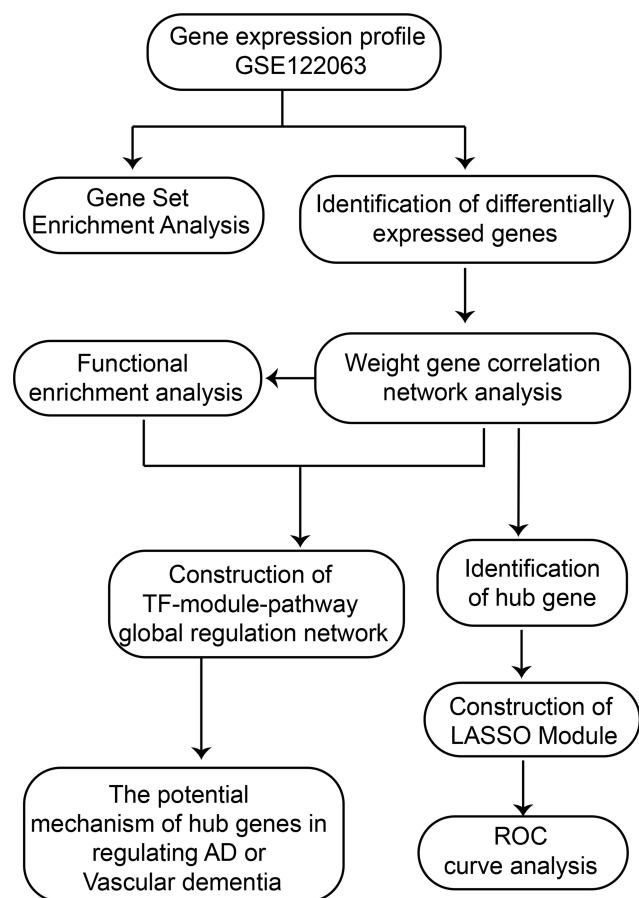 Gene expression profile
GSE122063
Gene Set
Enrichment Analysis
Identification of differentially
expressed genes
Functional
enrichment analysis
Weight gene correlation
network analysis
Construction of
TF-module-pathway
global regulation network
Identification
of hub gene
Construction of
LASSO Module
The potential
mechanism of hub genes in
regulating AD or
Vascular dementia
ROC
curve analysis